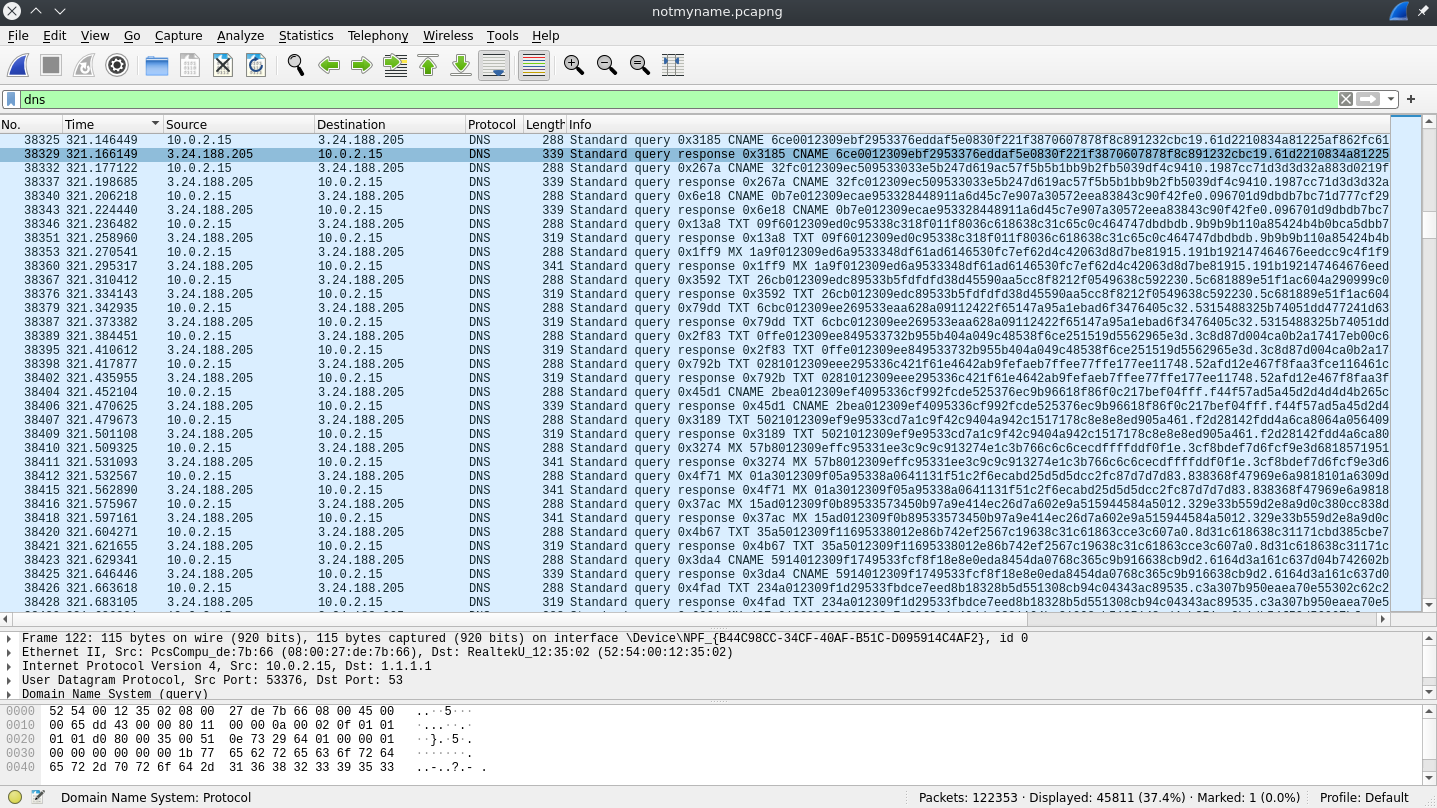 notmyname.pcapng
File Edit View Go Capture Analyze Statistics Telephony Wireless Tools Help
dns
No. Time Source Destination Protocol Length Info
38325 321.146449 10.0.2.15 3.24.188.205 DNS 288 Standard query 0x3185 CNAME 6ce0012309ebf2953376eddaf5e0830f221f3870607878f8c891232cbc19.61d2210834a81225af862fc61
38329 321.166149 3.24.188.205 10.0.2.15 DNS 339 Standard query response 0x3185 CNAME 6ce0012309ebf2953376eddaf5e0830f221f3870607878f8c891232cbc19.61d2210834a81225
38332 321.177122 10.0.2.15 3.24.188.205 DNS 288 Standard query 0x267a CNAME 32fc012309ec509533033e5b247d619ac57f5b5b1bb9b2fb5039df4c9410.1987cc71d3d3d32a883d0219f
38337 321.198685 3.24.188.205 10.0.2.15 DNS 339 Standard query response 0x267a CNAME 32fc012309ec509533033e5b247d619ac57f5b5b1bb9b2fb5039df4c9410.1987cc71d3d3d32a
38340 321.206218 10.0.2.15 3.24.188.205 DNS 288 Standard query 0x6e18 CNAME 0b7e012309ecae953328448911a6d45c7e907a30572eea83843c90f42fe0.096701d9dbdb7bc71d777cf29
38343 321.224440 3.24.188.205 10.0.2.15 DNS 339 Standard query response 0x6e18 CNAME 0b7e012309ecae953328448911a6d45c7e907a30572eea83843c90f42fe0.096701d9dbdb7bc7
38346 321.236482 10.0.2.15 3.24.188.205 DNS 288 Standard query 0x13a8 TXT 09f6012309ed0c95338c318f011f8036c618638c31c65c0c464747dbdbdb.9b9b9b110a85424b4b0bca5dbb7
38351 321.258960 3.24.188.205 10.0.2.15 DNS 319 Standard query response 0x13a8 TXT 09f6012309ed0c95338c318f011f8036c618638c31c65c0c464747dbdbdb.9b9b9b110a85424b4b
38353 321.270541 10.0.2.15 3.24.188.205 DNS 288 Standard query 0x1ff9 MX 1a9f012309ed6a9533348df61ad6146530fc7ef62d4c42063d8d7be81915.191b192147464676eedcc9c4f1f9
38360 321.295317 3.24.188.205 10.0.2.15 DNS 341 Standard query response 0x1ff9 MX 1a9f012309ed6a9533348df61ad6146530fc7ef62d4c42063d8d7be81915.191b192147464676eed
38367 321.310412 10.0.2.15 3.24.188.205 DNS 288 Standard query 0x3592 TXT 26cb012309edc89533b5fdfdfd38d45590aa5cc8f8212f0549638c592230.5c681889e51f1ac604a290999c0
38376 321.334143 3.24.188.205 10.0.2.15 DNS 319 Standard query response 0x3592 TXT 26cb012309edc89533b5fdfdfd38d45590aa5cc8f8212f0549638c592230.5c681889e51f1ac604
38379 321.342935 10.0.2.15 3.24.188.205 DNS 288 Standard query 0x79dd TXT 6cbc012309ee269533eaa628a09112422f65147a95a1ebad6f3476405c32.5315488325b74051dd477241d63
38387 321.373382 3.24.188.205 10.0.2.15 DNS 319 Standard query response 0x79dd TXT 6cbc012309ee269533eaa628a09112422f65147a95a1ebad6f3476405c32.5315488325b74051dd
38389 321.384451 10.0.2.15 3.24.188.205 DNS 288 Standard query 0x2f83 TXT 0ffe012309ee849533732b955b404a049c48538f6ce251519d5562965e3d.3c8d87d004ca0b2a17417eb00c6
38395 321.410612 3.24.188.205 10.0.2.15 DNS 319 Standard query response 0x2f83 TXT 0ffe012309ee849533732b955b404a049c48538f6ce251519d5562965e3d.3c8d87d004ca0b2a17
38398 321.417877 10.0.2.15 3.24.188.205 DNS 288 Standard query 0x792b TXT 0281012309eee295336c421f61e4642ab9fefaeb7ffee77ffe177ee11748.52afd12e467f8faa3fce116461c
38402 321.435955 3.24.188.205 10.0.2.15 DNS 319 Standard query response 0x792b TXT 0281012309eee295336c421f61e4642ab9fefaeb7ffee77ffe177ee11748.52afd12e467f8faa3f
38404 321.452104 10.0.2.15 3.24.188.205 DNS 288 Standard query 0x45d1 CNAME 2bea012309ef4095336cf992fcde525376ec9b96618f86f0c217bef04fff.f44f57ad5a45d2d4d4d4b265c
38406 321.470625 3.24.188.205 10.0.2.15 DNS 339 Standard query response 0x45d1 CNAME 2bea012309ef4095336cf992fcde525376ec9b96618f86f0c217bef04fff.f44f57ad5a45d2d4
38407 321.479673 10.0.2.15 3.24.188.205 DNS 288 Standard query 0x3189 TXT 5021012309ef9e9533cd7a1c9f42c9404a942c1517178c8e8e8ed905a461.f2d28142fdd4a6ca8064a056409
38409 321.501108 3.24.188.205 10.0.2.15 DNS 319 Standard query response 0x3189 TXT 5021012309ef9e9533cd7a1c9f42c9404a942c1517178c8e8e8ed905a461.f2d28142fdd4a6ca80
38410 321.509325 10.0.2.15 3.24.188.205 DNS 288 Standard query 0x3274 MX 57b8012309effc95331ee3c9c9c913274e1c3b766c6c6cecdffffddf0f1e.3cf8bdef7d6fcf9e3d6818571951
38411 321.531093 3.24.188.205 10.0.2.15 DNS 341 Standard query response 0x3274 MX 57b8012309effc95331ee3c9c9c913274e1c3b766c6c6cecdffffddf0f1e.3cf8bdef7d6fcf9e3d6
38412 321.532567 10.0.2.15 3.24.188.205 DNS 288 Standard query 0x4f71 MX 01a3012309f05a95338a0641131f51c2f6ecabd25d5d5dcc2fc87d7d7d83.838368f47969e6a9818101a6309d
38415 321.562890 3.24.188.205 10.0.2.15 DNS 341 Standard query response 0x4f71 MX 01a3012309f05a95338a0641131f51c2f6ecabd25d5d5dcc2fc87d7d7d83.838368f47969e6a9818
38416 321.575967 10.0.2.15 3.24.188.205 DNS 288 Standard query 0x37ac MX 15ad012309f0b89533573450b97a9e414ec26d7a602e9a515944584a5012.329e33b559d2e8a9d0c380cc838d
38418 321.597161 3.24.188.205 10.0.2.15 DNS 341 Standard query response 0x37ac MX 15ad012309f0b89533573450b97a9e414ec26d7a602e9a515944584a5012.329e33b559d2e8a9d0c
38420 321.604271 10.0.2.15 3.24.188.205 DNS 288 Standard query 0x4b67 TXT 35a5012309f11695338012e86b742ef2567c19638c31c61863cce3c607a0.8d31c618638c31171cbd385cbe7
38421 321.621655 3.24.188.205 10.0.2.15 DNS 319 Standard query response 0x4b67 TXT 35a5012309f11695338012e86b742ef2567c19638c31c61863cce3c607a0.8d31c618638c31171c
38423 321.629341 10.0.2.15 3.24.188.205 DNS 288 Standard query 0x3da4 CNAME 5914012309f1749533fcf8f18e8e0eda8454da0768c365c9b916638cb9d2.6164d3a161c637d04b742602b
38425 321.646446 3.24.188.205 10.0.2.15 DNS 339 Standard query response 0x3da4 CNAME 5914012309f1749533fcf8f18e8e0eda8454da0768c365c9b916638cb9d2.6164d3a161c637d0
38426 321.663618 10.0.2.15 3.24.188.205 DNS 288 Standard query 0x4fad TXT 234a012309f1d29533fbdce7eed8b18328b5d551308cb94c04343ac89535.c3a307b950eaea70e55302c62c2
38428 321.683105 3.24.188.205 10.0.2.15 DNS 319 Standard query response 0x4fad TXT 234a012309f1d29533fbdce7eed8b18328b5d551308cb94c04343ac89535.c3a307b950eaea70e5
Frame 122: 115 bytes on wire (920 bits), 115 bytes captured (920 bits) on interface \Device\NPF_{B44C98CC-34CF-40AF-B51C-D095914C4AF2}, id 0
Ethernet II, Src: PcsCompu_de:7b:66 (08:00:27:de:7b:66), Dst: RealtekU_12:35:02 (52:54:00:12:35:02)
Internet Protocol Version 4, Src: 10.0.2.15, Dst: 1.1.1.1
User Datagram Protocol, Src Port: 53376, Dst Port: 53
Domain Name System (query)
0000 52 54 00 12 35 02 08 00 27 de 7b 66 08 00 45 00 ..··5···
0010 00 65 dd 43 00 00 80 11 00 00 0a 00 02 0f 01 01 ·...··.·
0020 01 01 d0 80 00 35 00 51 0e 73 29 64 01 00 00 01 ··}.·5·.
0030 00 00 00 00 00 00 1b 77 65 62 72 65 63 6f 72 64 ·······.
0040 65 72 2d 70 72 6f 64 2d 31 36 38 32 33 39 35 33 ..-..?.- .
Domain Name System: Protocol
Packets: 122353 · Displayed: 45811 (37.4%) · Marked: 1 (0.0%)
Profile: Default